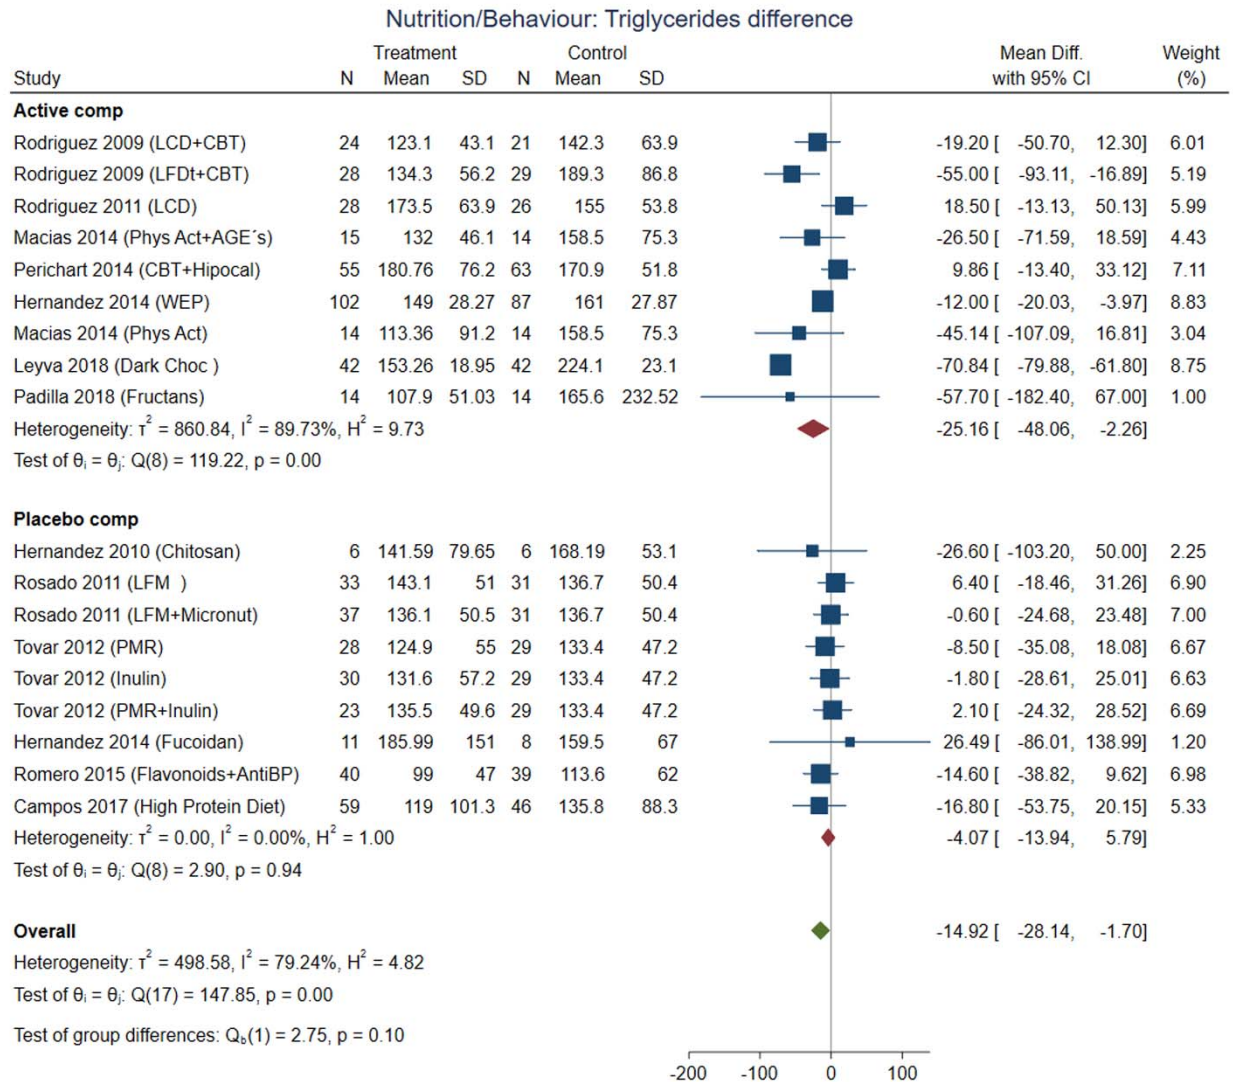 Nutrition/Behaviour: Triglycerides difference
Treatment Control Mean Diff. Weight
Study N Mean SD N Mean SD with 95% CI (%)
Active comp
Rodriguez 2009 (LCD+CBT) 24 123.1 43.1 21 142.3 63.9 -19.20 [ -50.70, 12.30] 6.01
Rodriguez 2009 (LFDt+CBT) 28 134.3 56.2 29 189.3 86.8 -55.00 [ -93.11, -16.89] 5.19
Rodriguez 2011 (LCD) 28 173.5 63.9 26 155 53.8 18.50 [ -13.13, 50.13] 5.99
Macias 2014 (Phys Act+AGE´s) 15 132 46.1 14 158.5 75.3 -26.50 [ -71.59, 18.59] 4.43
Perichart 2014 (CBT+Hipocal) 55 180.76 76.2 63 170.9 51.8 9.86 [ -13.40, 33.12] 7.11
Hernandez 2014 (WEP) 102 149 28.27 87 161 27.87 -12.00 [ -20.03, -3.97] 8.83
Macias 2014 (Phys Act) 14 113.36 91.2 14 158.5 75.3 -45.14 [ -107.09, 16.81] 3.04
Leyva 2018 (Dark Choc ) 42 153.26 18.95 42 224.1 23.1 -70.84 [ -79.88, -61.80] 8.75
Padilla 2018 (Fructans) 14 107.9 51.03 14 165.6 232.52 -57.70 [ -182.40, 67.00] 1.00
Heterogeneity: τ² = 860.84, I² = 89.73%, H² = 9.73 -25.16 [ -48.06, -2.26]
Test of θᵢ = θⱼ: Q(8) = 119.22, p = 0.00
Placebo comp
Hernandez 2010 (Chitosan) 6 141.59 79.65 6 168.19 53.1 -26.60 [ -103.20, 50.00] 2.25
Rosado 2011 (LFM ) 33 143.1 51 31 136.7 50.4 6.40 [ -18.46, 31.26] 6.90
Rosado 2011 (LFM+Micronut) 37 136.1 50.5 31 136.7 50.4 -0.60 [ -24.68, 23.48] 7.00
Tovar 2012 (PMR) 28 124.9 55 29 133.4 47.2 -8.50 [ -35.08, 18.08] 6.67
Tovar 2012 (Inulin) 30 131.6 57.2 29 133.4 47.2 -1.80 [ -28.61, 25.01] 6.63
Tovar 2012 (PMR+Inulin) 23 135.5 49.6 29 133.4 47.2 2.10 [ -24.32, 28.52] 6.69
Hernandez 2014 (Fucoidan) 11 185.99 151 8 159.5 67 26.49 [ -86.01, 138.99] 1.20
Romero 2015 (Flavonoids+AntiBP) 40 99 47 39 113.6 62 -14.60 [ -38.82, 9.62] 6.98
Campos 2017 (High Protein Diet) 59 119 101.3 46 135.8 88.3 -16.80 [ -53.75, 20.15] 5.33
Heterogeneity: τ² = 0.00, I² = 0.00%, H² = 1.00 -4.07 [ -13.94, 5.79]
Test of θᵢ = θⱼ: Q(8) = 2.90, p = 0.94
Overall -14.92 [ -28.14, -1.70]
Heterogeneity: τ² = 498.58, I² = 79.24%, H² = 4.82
Test of θᵢ = θⱼ: Q(17) = 147.85, p = 0.00
Test of group differences: Q_b(1) = 2.75, p = 0.10
-200 -100 0 100